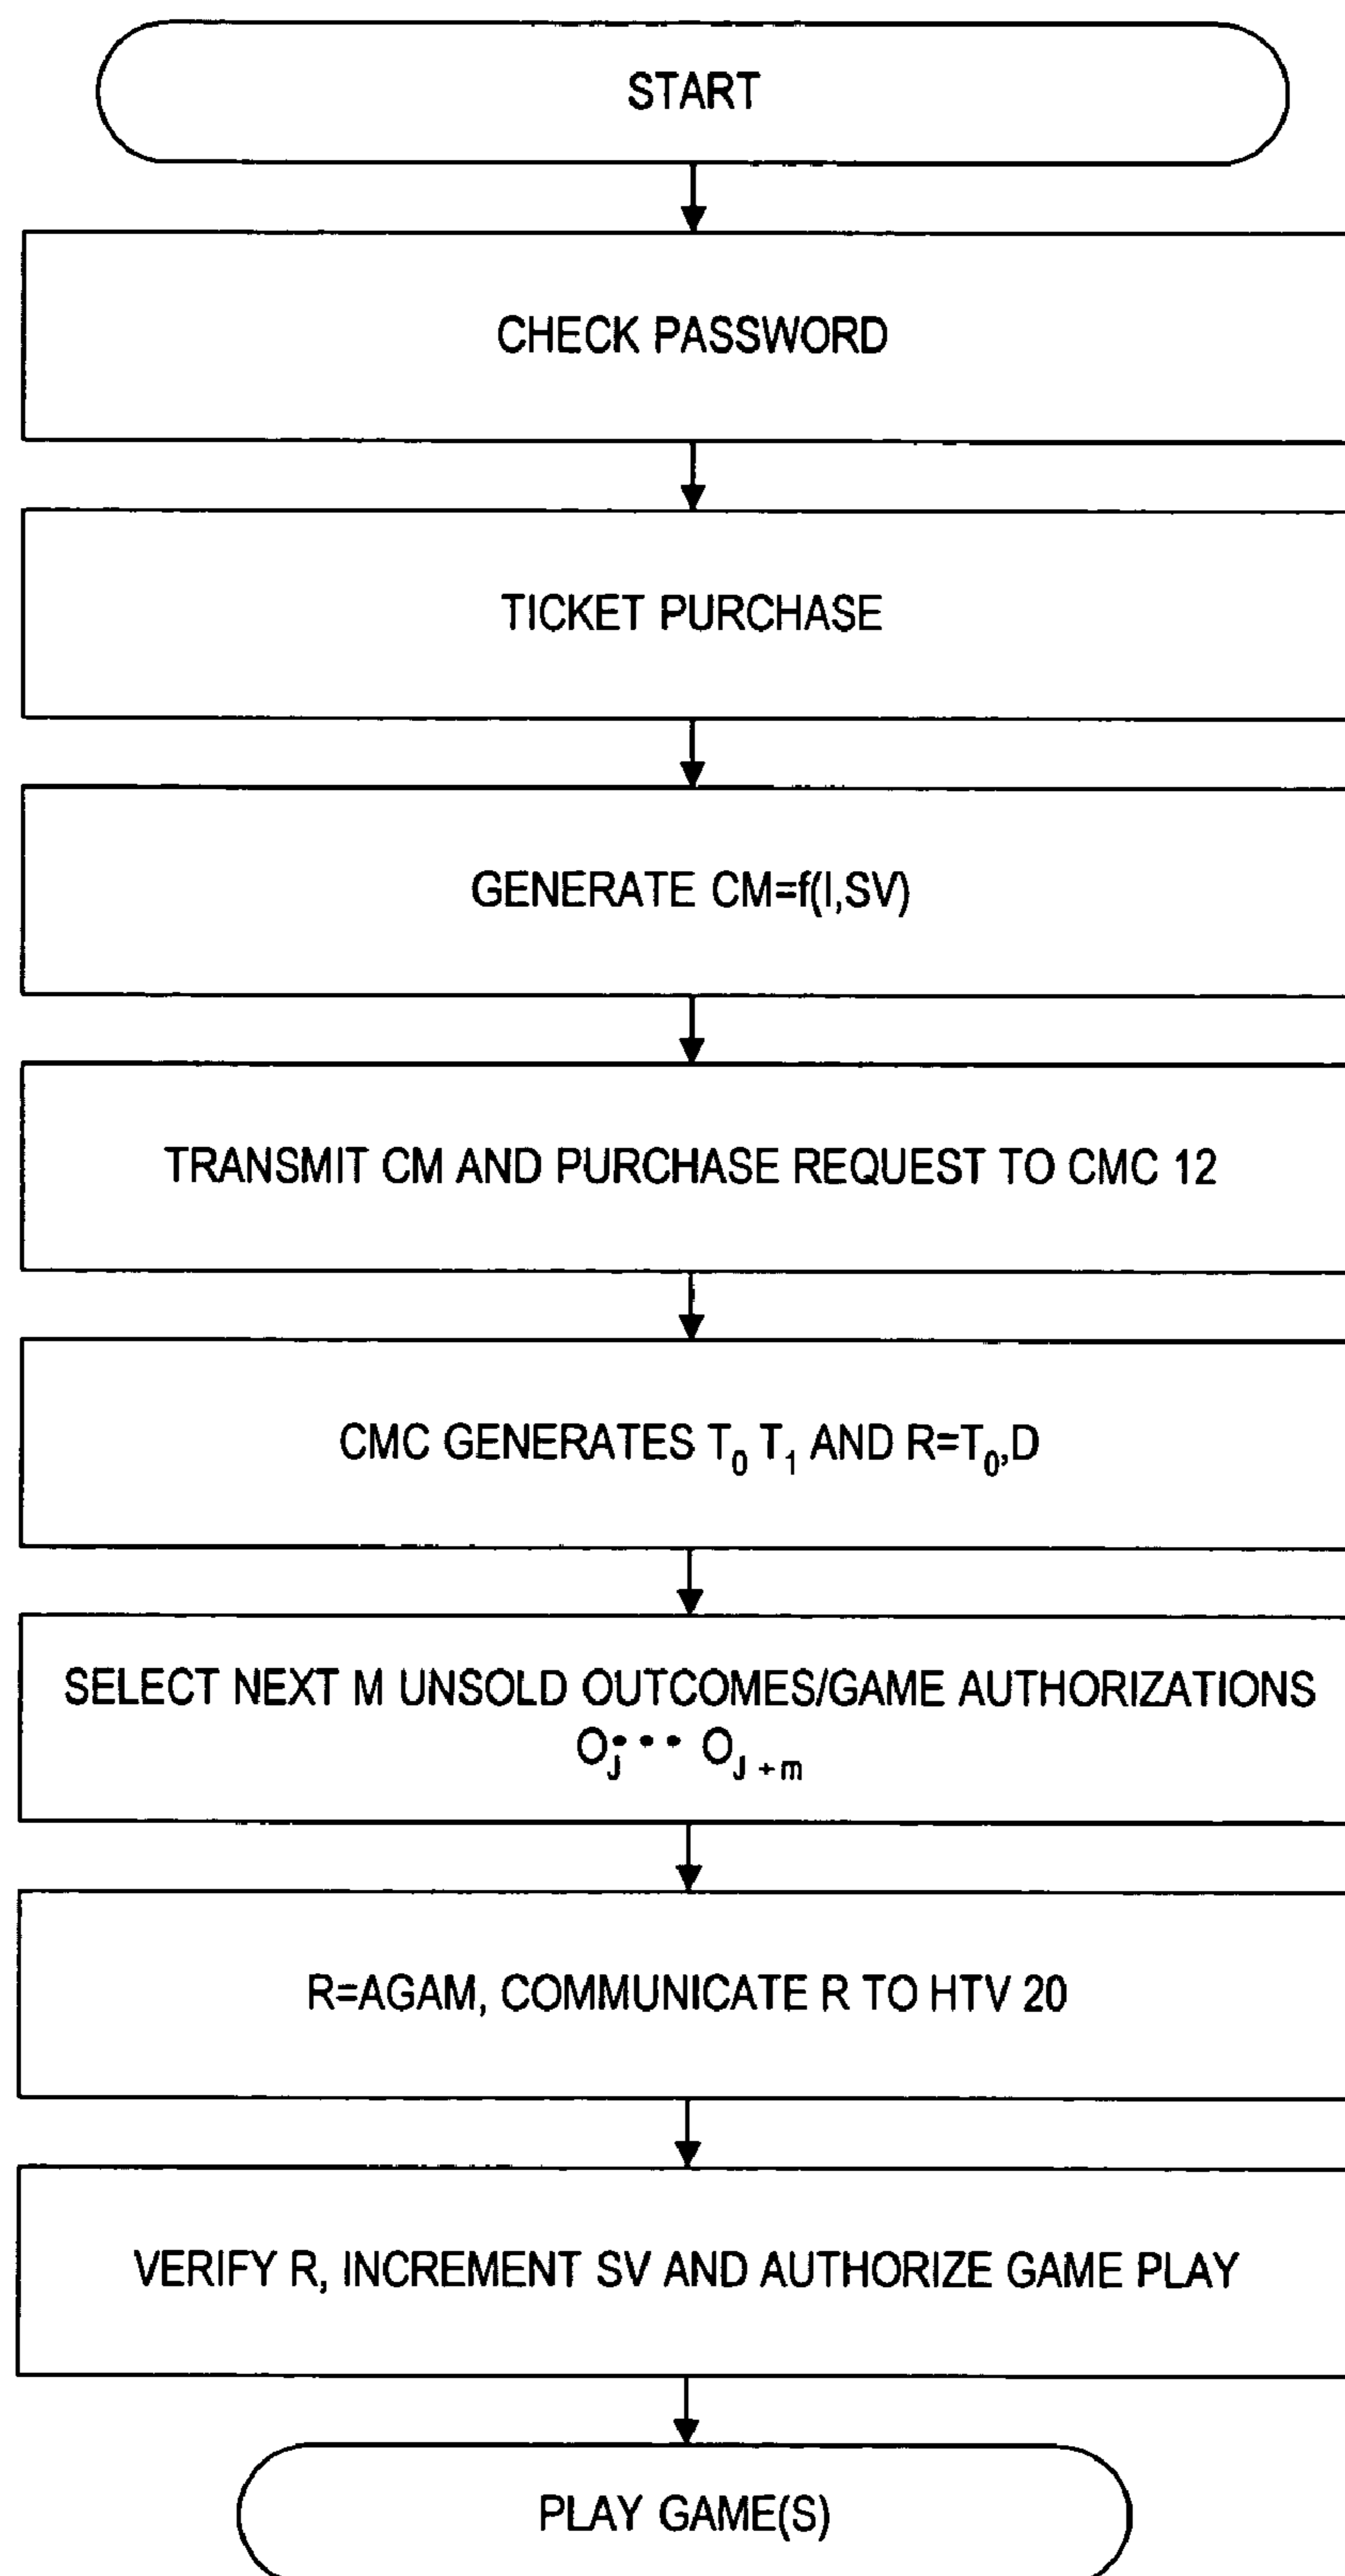 START
CHECK PASSWORD
TICKET PURCHASE
GENERATE CM=f(I,SV)
TRANSMIT CM AND PURCHASE REQUEST TO CMC 12
CMC GENERATES T₀ T₁ AND R=T₀,D
SELECT NEXT M UNSOLD OUTCOMES/GAME AUTHORIZATIONS
Oⱼ••• O_J+m
R=AGAM, COMMUNICATE R TO HTV 20
VERIFY R, INCREMENT SV AND AUTHORIZE GAME PLAY
PLAY GAME(S)